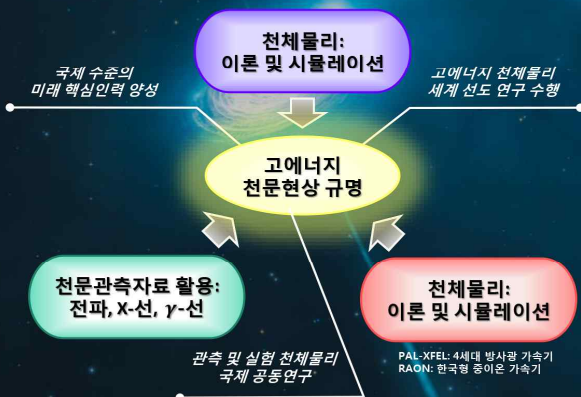 천체물리:
이론 및 시뮬레이션
국제 수준의
미래 핵심인력 양성
고에너지 천체물리
세계 선도 연구 수행
고에너지
천문현상 규명
천문관측자료 활용:
전파, X-선, γ-선
천체물리:
이론 및 시뮬레이션
PAL-XFEL: 4세대 방사광 가속기
RAON: 한국형 중이온 가속기
관측 및 실험 천체물리
국제 공동연구